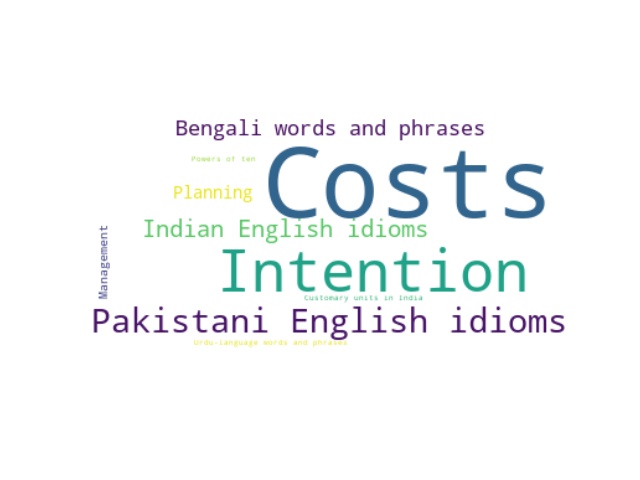 Bengali words and phrases
Powers of ten
Costs
Planning
Indian English idioms
Management
Intention
Customary units in India
Pakistani English idioms
Urdu-language words and phrases